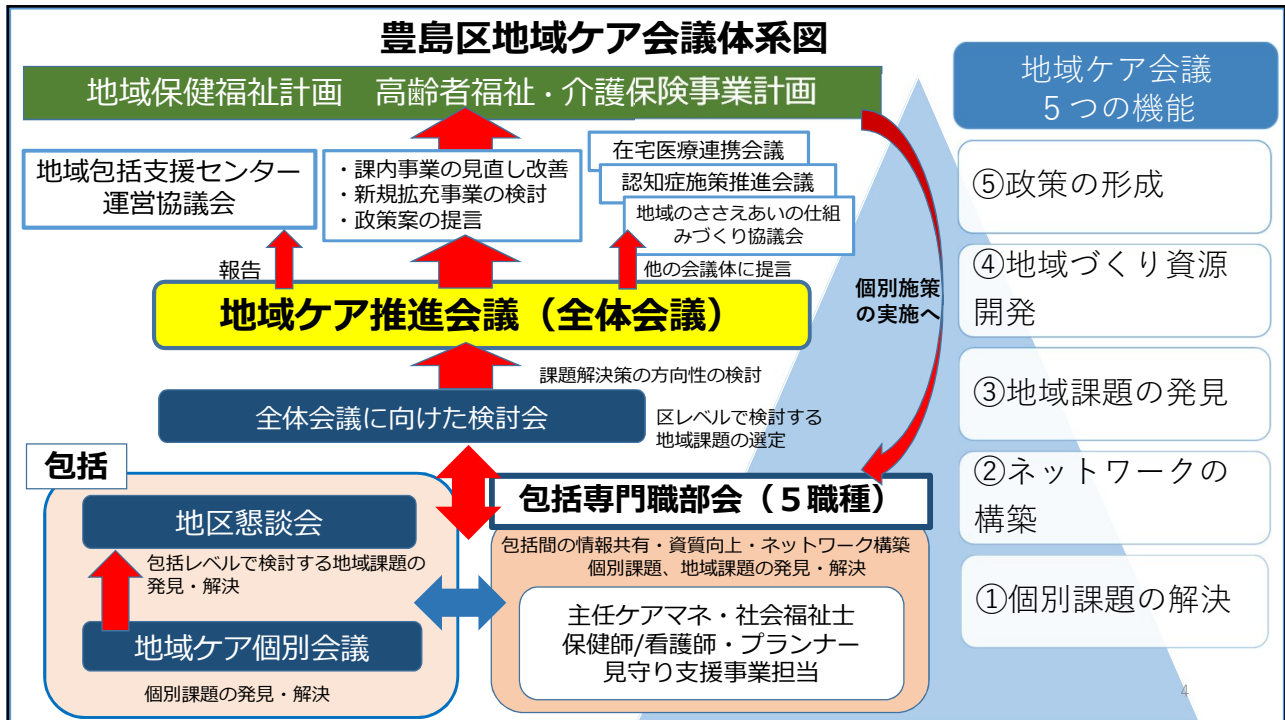 豊島区地域ケア会議体系図
地域保健福祉計画　高齢者福祉・介護保険事業計画
地域包括支援センター
運営協議会
・課内事業の見直し改善
・新規拡充事業の検討
・政策案の提言
在宅医療連携会議
認知症施策推進会議
地域のささえあいの仕組
みづくり協議会
報告
他の会議体に提言
地域ケア推進会議（全体会議）
個別施策
の実施へ
課題解決策の方向性の検討
全体会議に向けた検討会
区レベルで検討する
地域課題の選定
包括
地区懇談会
包括レベルで検討する地域課題の
発見・解決
地域ケア個別会議
個別課題の発見・解決
包括専門職部会（５職種）
包括間の情報共有・資質向上・ネットワーク構築
個別課題、地域課題の発見・解決
主任ケアマネ・社会福祉士
保健師/看護師・プランナー
見守り支援事業担当
地域ケア会議
５つの機能
⑤政策の形成
④地域づくり資源
開発
③地域課題の発見
②ネットワークの
構築
①個別課題の解決
4